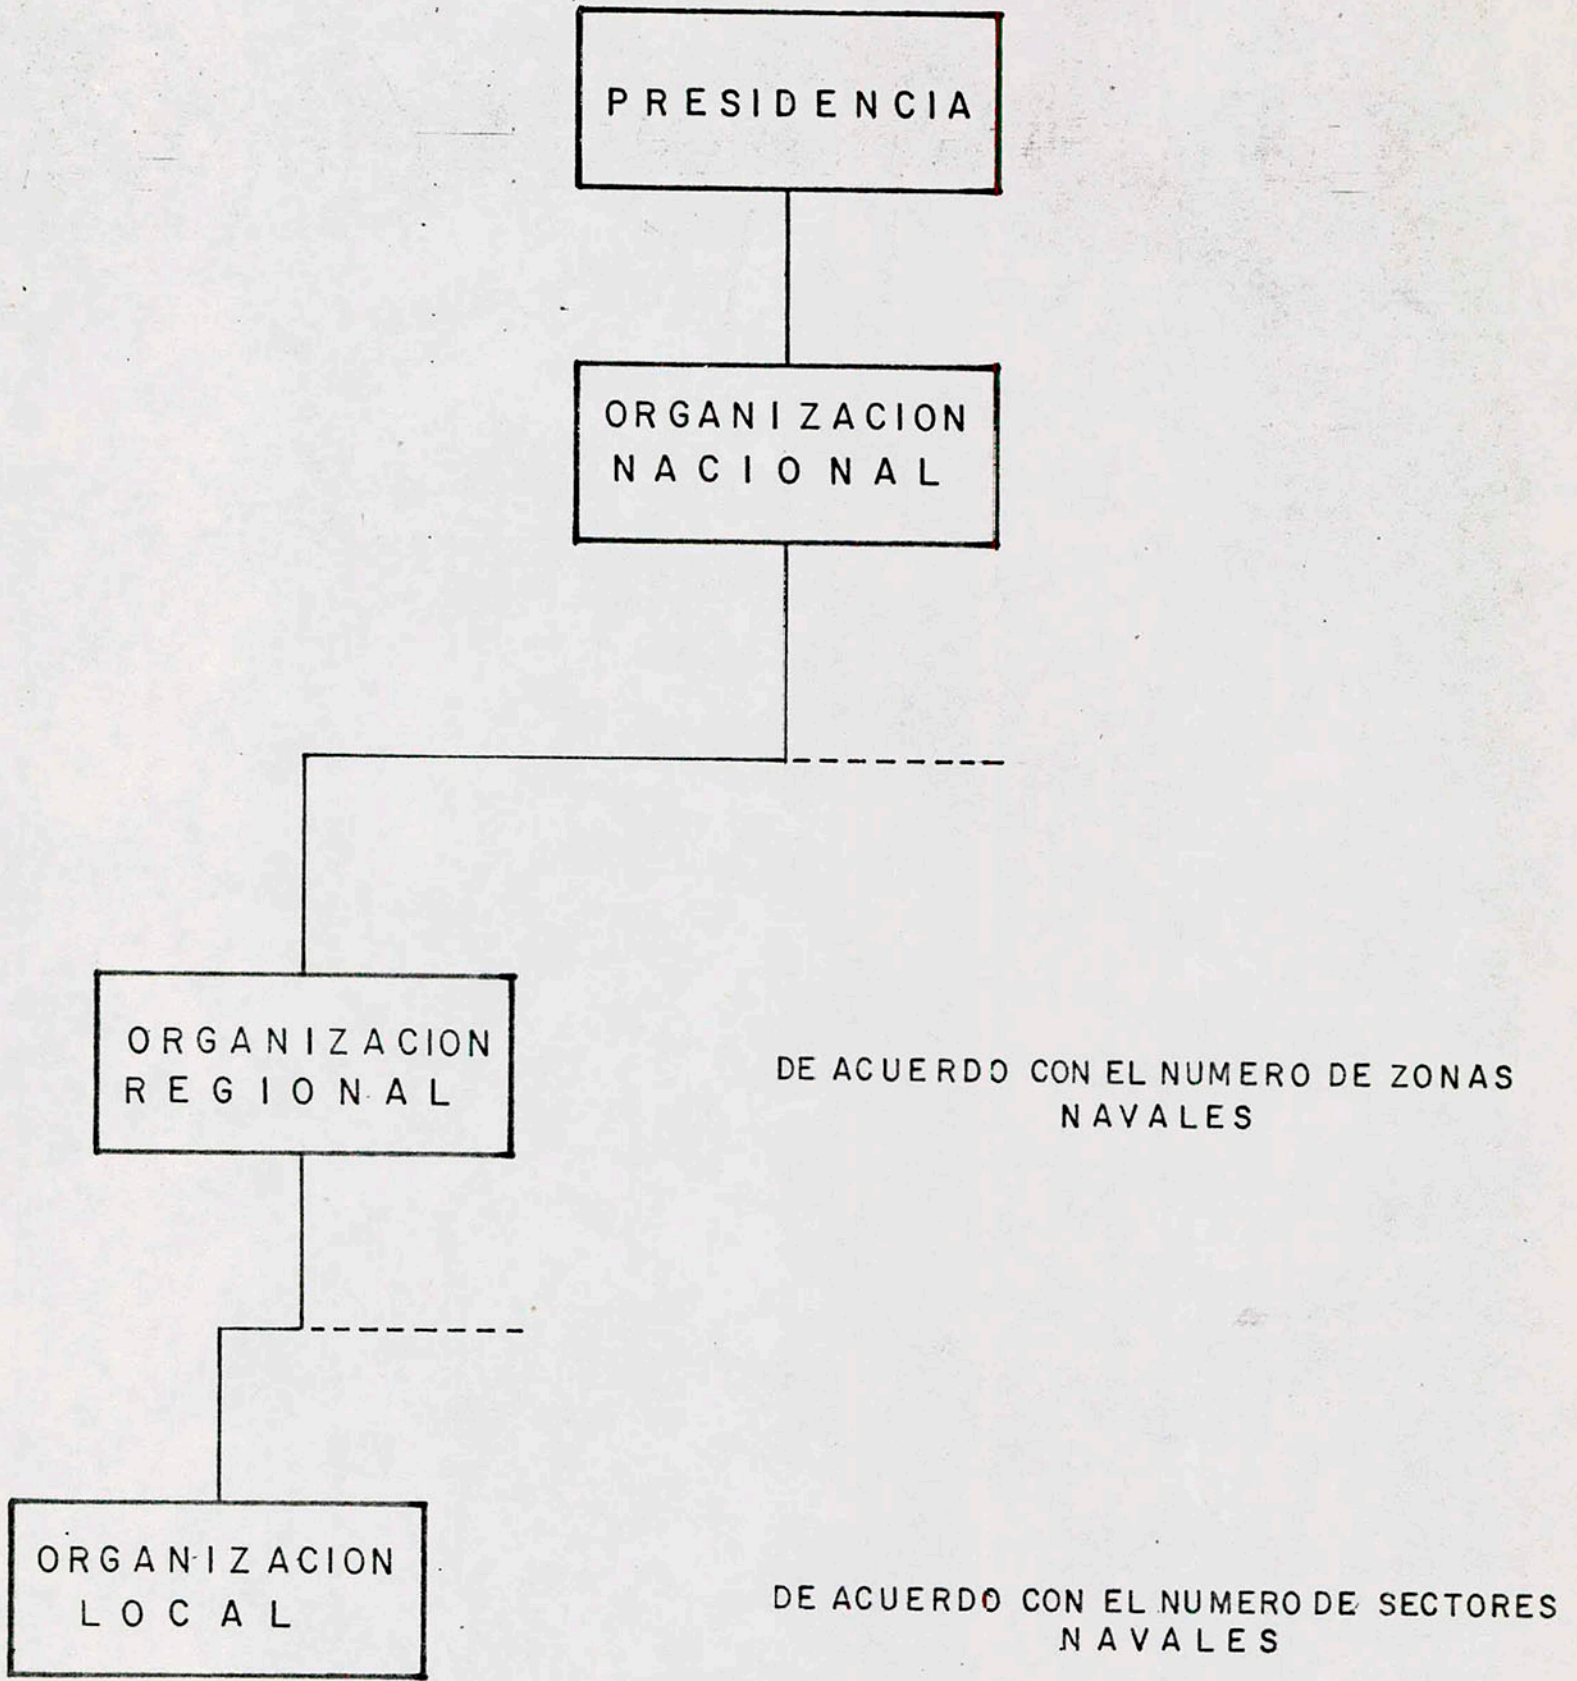 PRESIDENCIA
ORGANIZACION
NACIONAL
ORGANIZACION
REGIONAL
DE ACUERDO CON EL NUMERO DE ZONAS
NAVALES
ORGANIZACION
LOCAL
DE ACUERDO CON EL NUMERO DE SECTORES
NAVALES